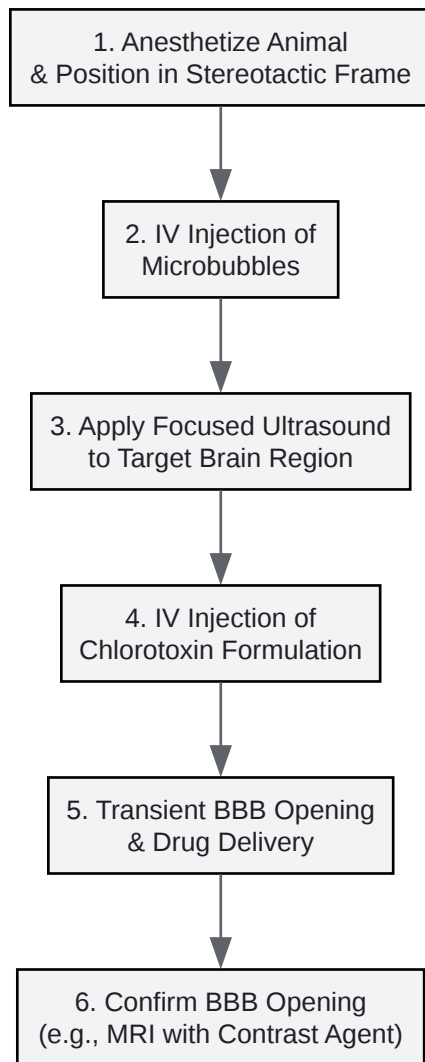 1. Anesthetize Animal
& Position in Stereotactic Frame
2. IV Injection of
Microbubbles
3. Apply Focused Ultrasound
to Target Brain Region
4. IV Injection of
Chlorotoxin Formulation
5. Transient BBB Opening
& Drug Delivery
6. Confirm BBB Opening
(e.g., MRI with Contrast Agent)